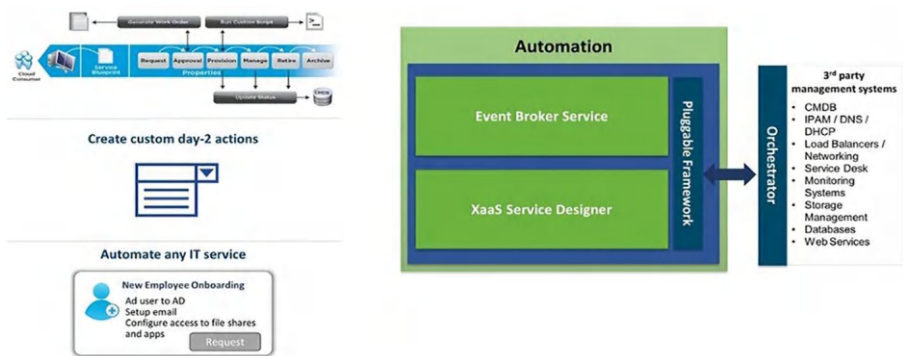 Generate Work Order
Run Custom Script
Cloud
Consumer
Service
Blueprint
Request
Approval
Provision
Manage
Retire
Archive
Properties
Update Status
CMDB
Create custom day-2 actions
Automate any IT service
New Employee Onboarding
Ad user to AD
Setup email
Configure access to file shares
and apps
Request
Automation
Event Broker Service
XaaS Service Designer
Pluggable Framework
Orchestrator
3rd party
management systems
• CMDB
• IPAM / DNS /
DHCP
• Load Balancers /
Networking
• Service Desk
• Monitoring
Systems
• Storage
Management
• Databases
• Web Services